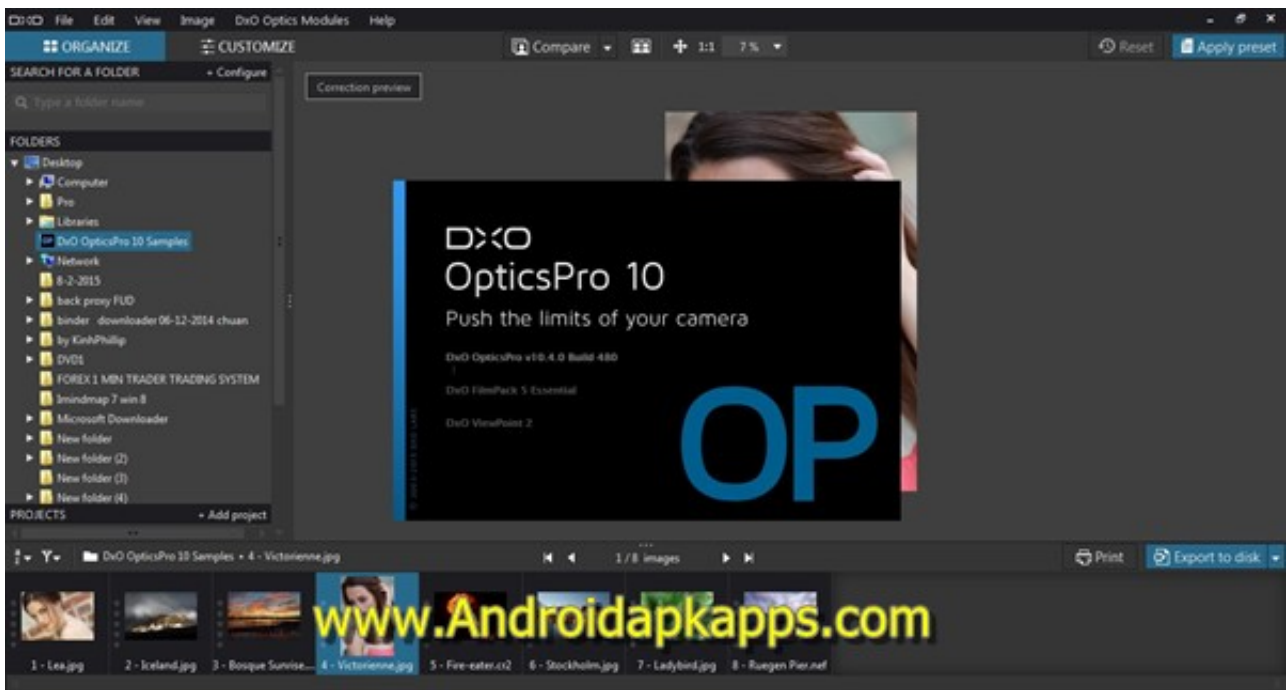 DXO File Edit View Image DxO Optics Modules Help
ORGANIZE CUSTOMIZE Compare 1:1 7 % Reset Apply preset
SEARCH FOR A FOLDER + Configure
Type a folder name
Correction preview
FOLDERS
Desktop
Computer
Pro
Libraries
DxO OpticsPro 10 Samples
Network
8-2-2015
back proxy FUD
binder downloader 06-12-2014 chuan
by KinhPhillip
DVD1
FOREX 1 MIN TRADER TRADING SYSTEM
Imindmap 7 win 8
Microsoft Downloader
New folder
New folder (2)
New folder (3)
New folder (4)
PROJECTS + Add project
DXO
OpticsPro 10
Push the limits of your camera
DxO OpticsPro v10.4.0 Build 480
DxO FilmPack 5 Essential
DxO ViewPoint 2
OP
DxO OpticsPro 10 Samples • 4 - Victorienne.jpg 1 / 8 images Print Export to disk
www.Androidapkapps.com
1 - Lea.jpg 2 - Iceland.jpg 3 - Bosque Sunrise... 4 - Victorienne.jpg 5 - Fire-eater.cr2 6 - Stockholm.jpg 7 - Ladybird.jpg 8 - Ruegen Pier.nef